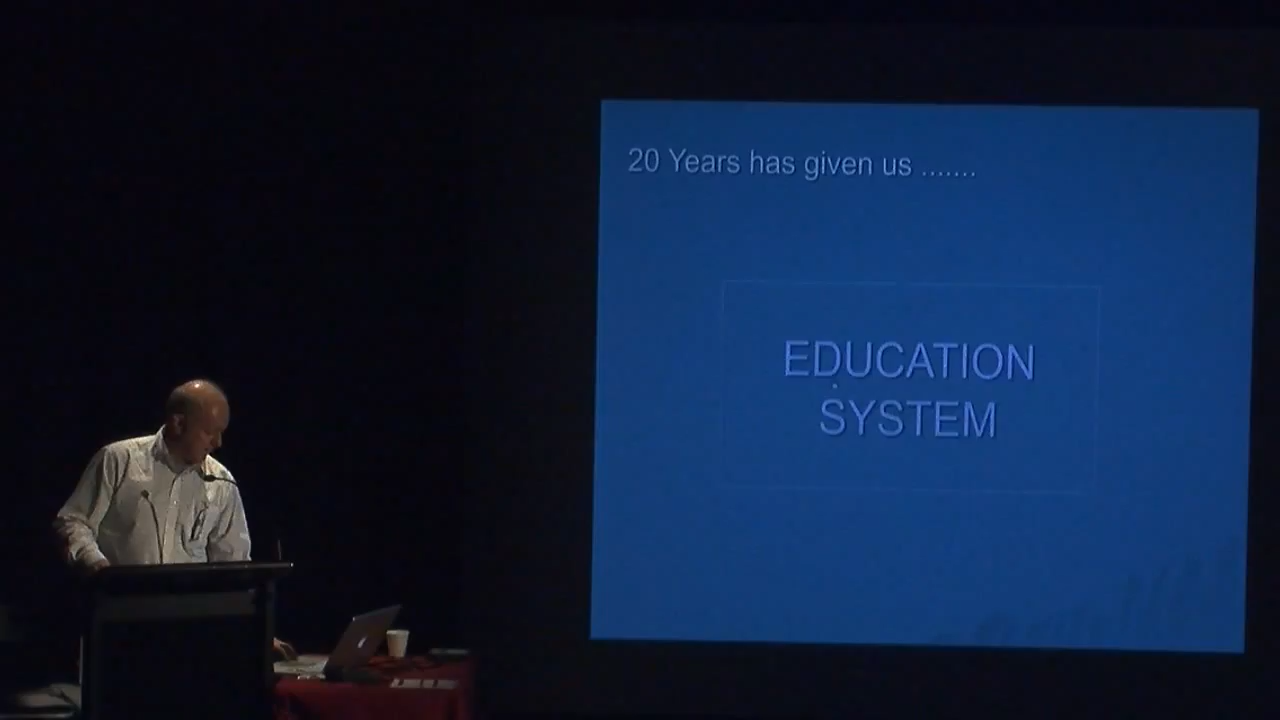 20 Years has given us .......
EDUCATION
SYSTEM